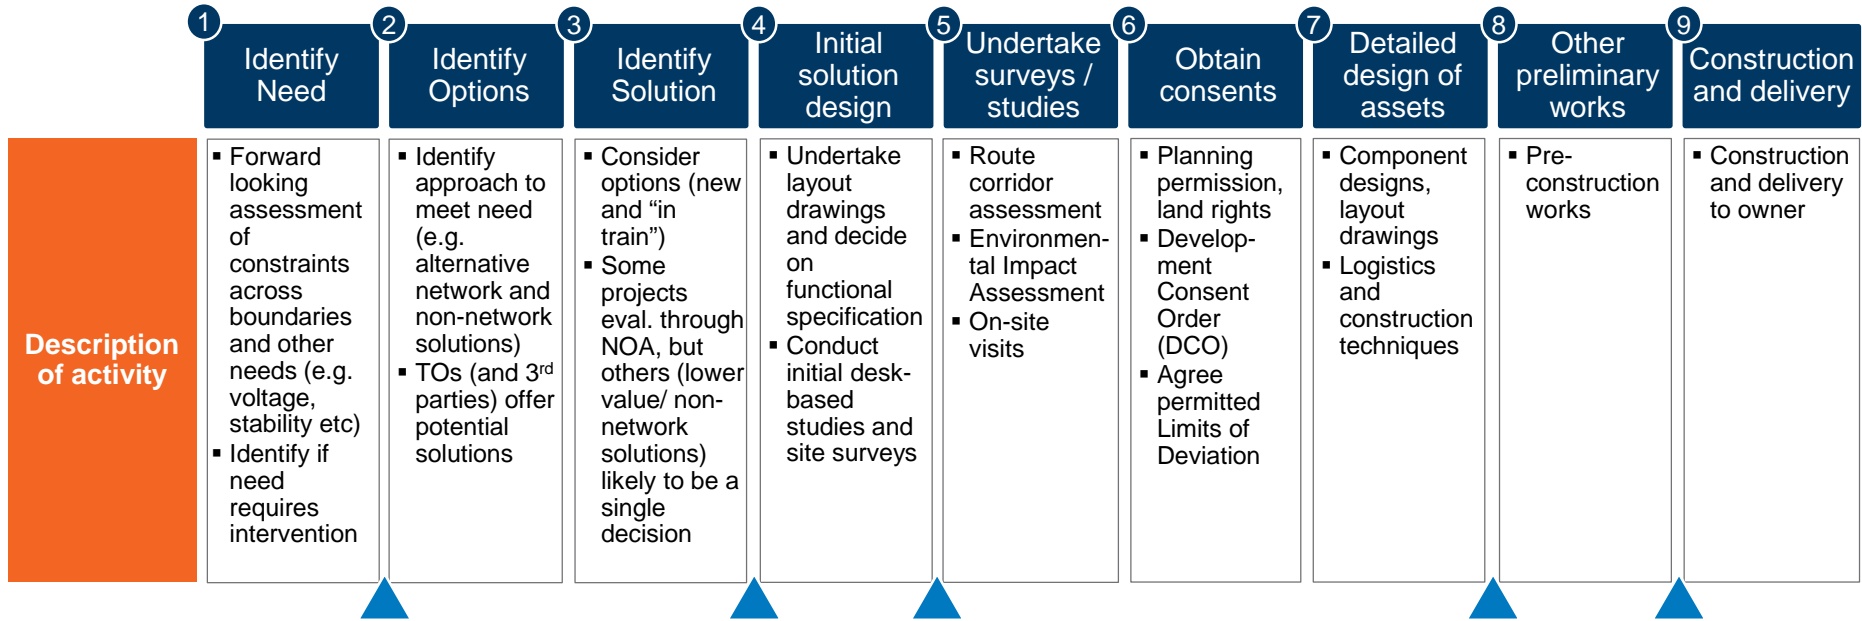 1
Identify
Need
2
Identify
Options
3
Identify
Solution
4
Initial
solution
design
5
Undertake
surveys /
studies
6
Obtain
consents
7
Detailed
design of
assets
8
Other
preliminary
works
9
Construction
and delivery
Description
of activity
▪ Forward
looking
assessment
of
constraints
across
boundaries
and other
needs (e.g.
voltage,
stability etc)
▪ Identify if
need
requires
intervention
▪ Identify
approach to
meet need
(e.g.
alternative
network and
non-network
solutions)
▪ TOs (and 3rd
parties) offer
potential
solutions
▪ Consider
options (new
and “in
train”)
▪ Some
projects
eval. through
NOA, but
others (lower
value/ non-
network
solutions)
likely to be a
single
decision
▪ Undertake
layout
drawings
and decide
on
functional
specification
▪ Conduct
initial desk-
based
studies and
site surveys
▪ Route
corridor
assessment
▪ Environmen-
tal Impact
Assessment
▪ On-site
visits
▪ Planning
permission,
land rights
▪ Develop-
ment
Consent
Order
(DCO)
▪ Agree
permitted
Limits of
Deviation
▪ Component
designs,
layout
drawings
▪ Logistics
and
construction
techniques
▪ Pre-
construction
works
▪ Construction
and delivery
to owner